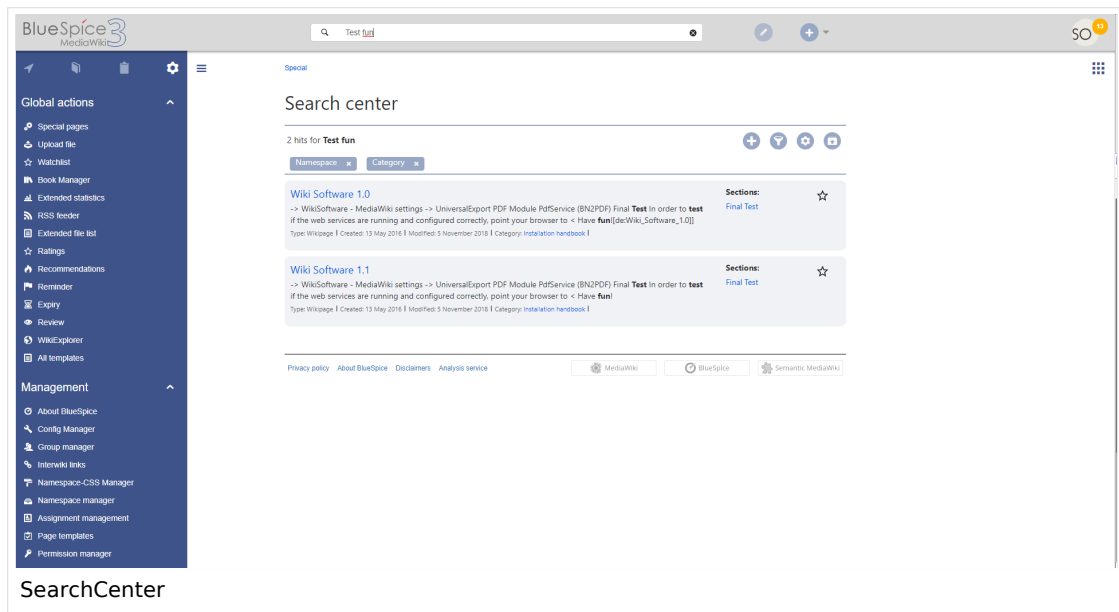 BlueSpice 3
MediaWiki
Test fun
13
SO
Special
Global actions
Special pages
Upload file
Watchlist
Book Manager
Extended statistics
RSS feeder
Extended file list
Ratings
Recommendations
Reminder
Expiry
Review
WikiExplorer
All templates
Management
About BlueSpice
Config Manager
Group manager
Interwiki links
Namespace-CSS Manager
Namespace manager
Assignment management
Page templates
Permission manager
Search center
2 hits for Test fun
Namespace x
Category x
Wiki Software 1.0
-> WikiSoftware - MediaWiki settings -> UniversalExport PDF Module PdfService (BN2PDF) Final Test In order to test
if the web services are running and configured correctly, point your browser to < Have fun![de:Wiki_Software_1.0]]
Type: Wikipage | Created: 13 May 2016 | Modified: 5 November 2018 | Category: Installation handbook |
Sections:
Final Test
Wiki Software 1.1
-> WikiSoftware - MediaWiki settings -> UniversalExport PDF Module PdfService (BN2PDF) Final Test In order to test
if the web services are running and configured correctly, point your browser to < Have fun!
Type: Wikipage | Created: 13 May 2016 | Modified: 5 November 2018 | Category: Installation handbook |
Sections:
Final Test
Privacy policy About BlueSpice Disclaimers Analysis service
MediaWiki
BlueSpice
Semantic MediaWiki
SearchCenter